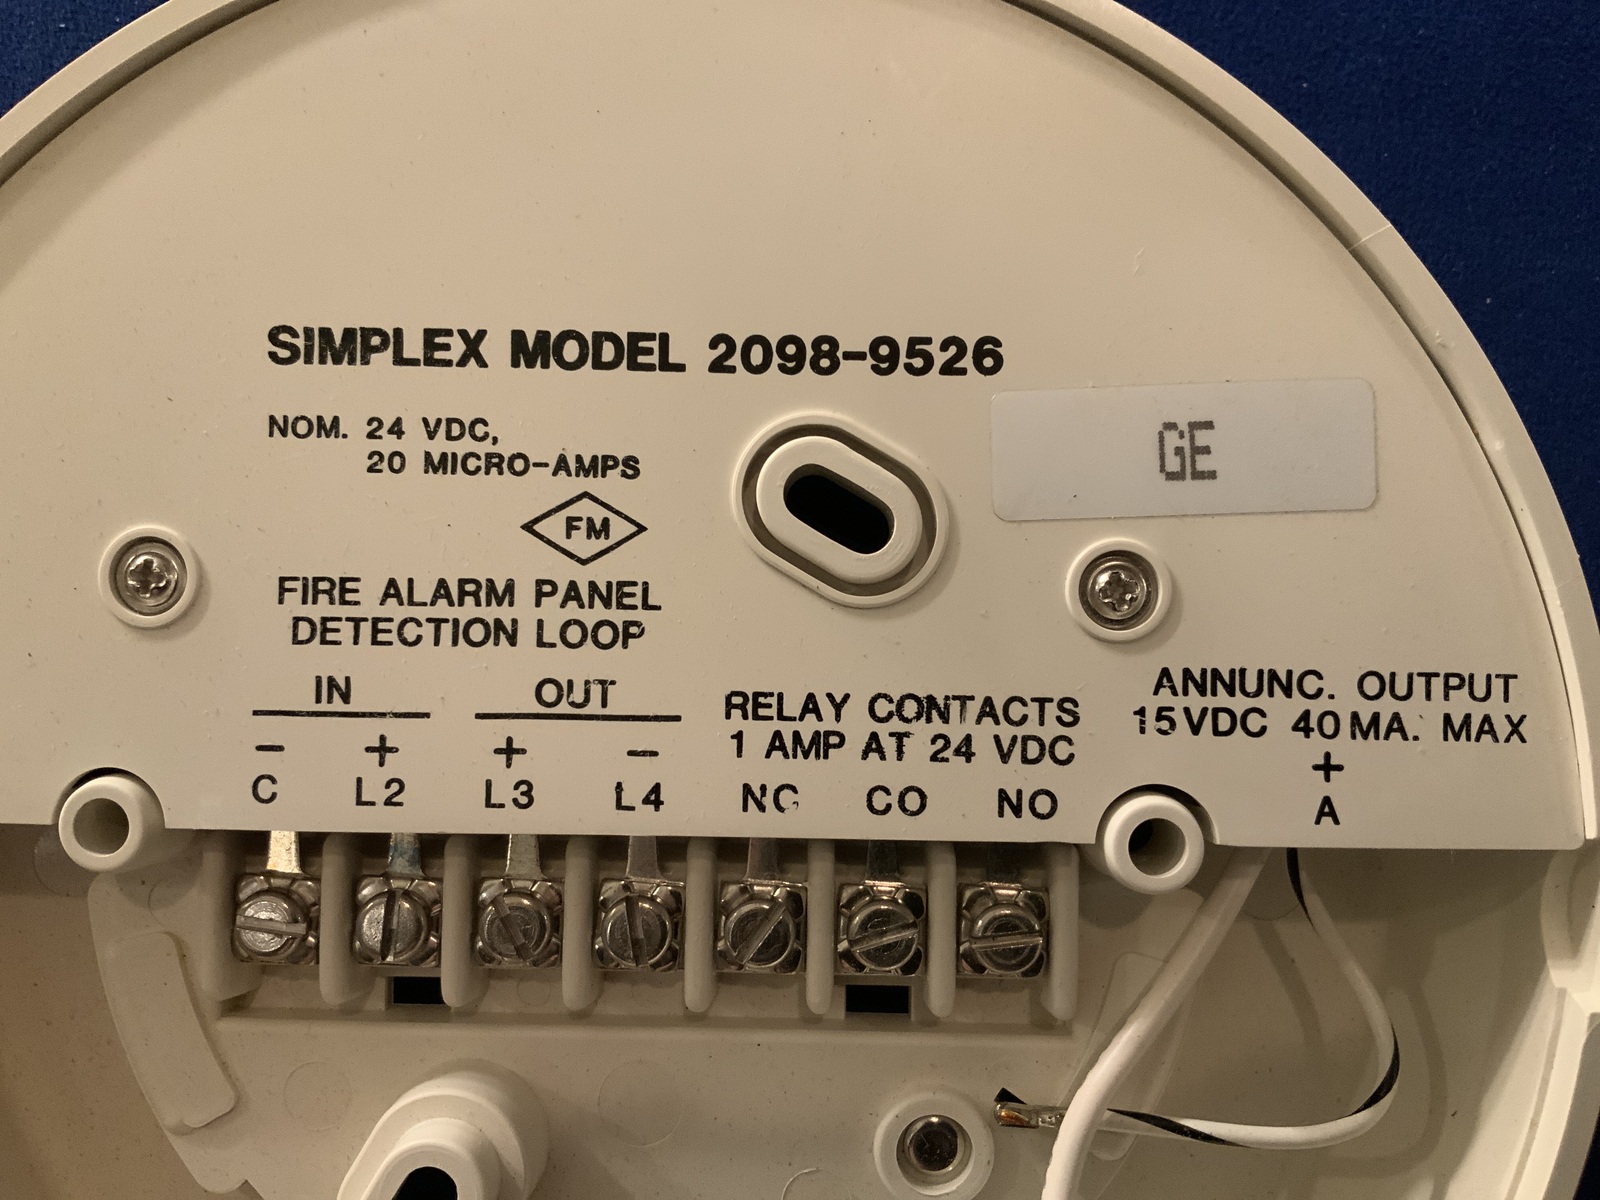 SIMPLEX MODEL 2098-9526
GE
NOM. 24 VDC,
20 MICRO-AMPS
FM
FIRE ALARM PANEL
DETECTION LOOP
IN OUT
- + + -
C L2 L3 L4
RELAY CONTACTS
1 AMP AT 24 VDC
NC CO NO
ANNUNC. OUTPUT
15VDC 40MA. MAX
+
A